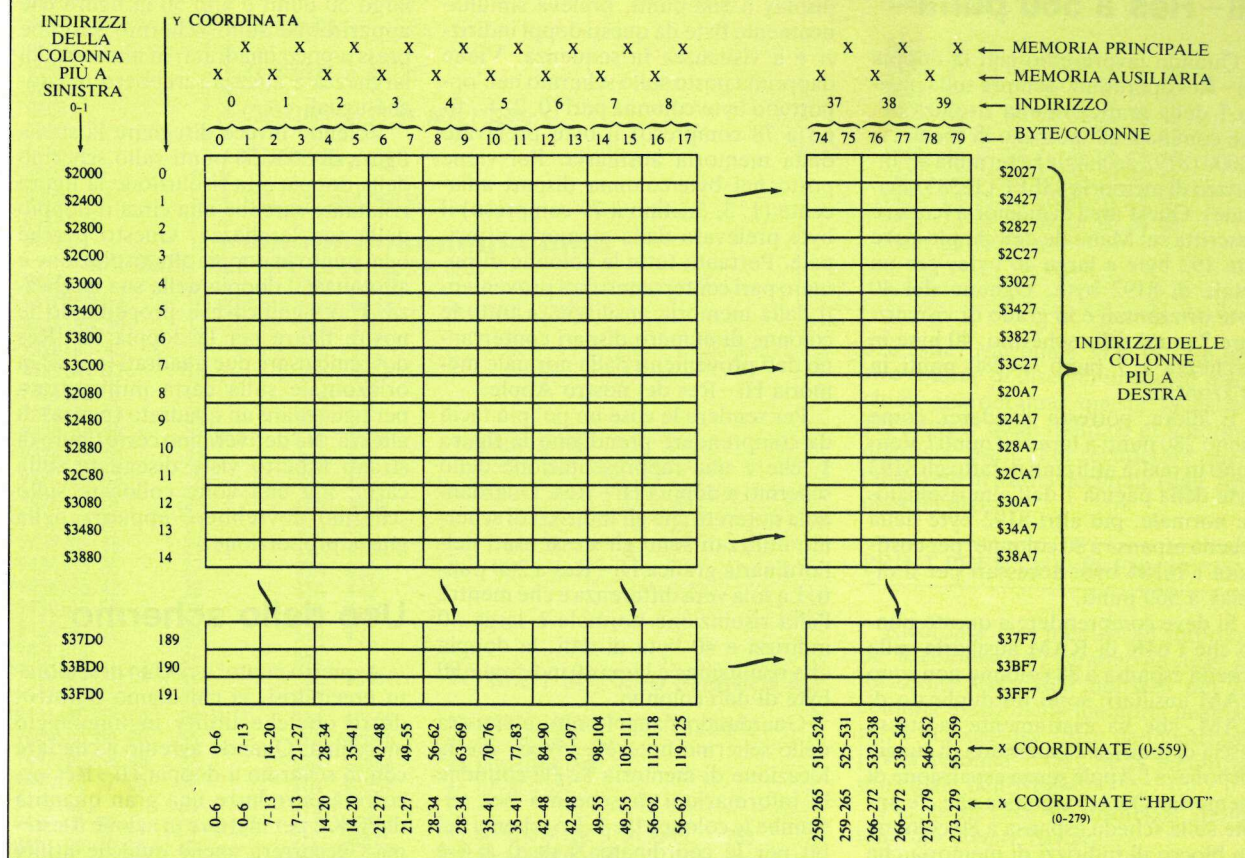 INDIRIZZI
DELLA
COLONNA
PIÙ A
SINISTRA
0-1
Y COORDINATA
X X X X X X X X X X X X ← MEMORIA PRINCIPALE
X X X X X X X X X X X X ← MEMORIA AUSILIARIA
0 1 2 3 4 5 6 7 8 37 38 39 ← INDIRIZZO
0 1 2 3 4 5 6 7 8 9 10 11 12 13 14 15 16 17 74 75 76 77 78 79 BYTE/COLONNE
$2000 0 $2027
$2400 1 $2427
$2800 2 $2827
$2C00 3 $2C27
$3000 4 $3027
$3400 5 $3427
$3800 6 $3827
$3C00 7 $3C27
$2080 8 $20A7
$2480 9 $24A7
$2880 10 $28A7
$2C80 11 $2CA7
$3080 12 $30A7
$3480 13 $34A7
$3880 14 $38A7
INDIRIZZI DELLE
COLONNE
PIÙ A
DESTRA
$37D0 189 $37F7
$3BD0 190 $3BF7
$3FD0 191 $3FF7
0-6 7-13 14-20 21-27 28-34 35-41 42-48 49-55 56-62 63-69 70-76 77-83 84-90 91-97 98-104 105-111 112-118 119-125 518-524 525-531 532-538 539-545 546-552 553-559 ← x COORDINATE (0-559)
0-6 0-6 7-13 7-13 14-20 14-20 21-27 21-27 28-34 28-34 35-41 35-41 42-48 42-48 49-55 49-55 56-62 56-62 259-265 259-265 266-272 266-272 273-279 273-279 ← x COORDINATE "HPLOT"
(0-279)